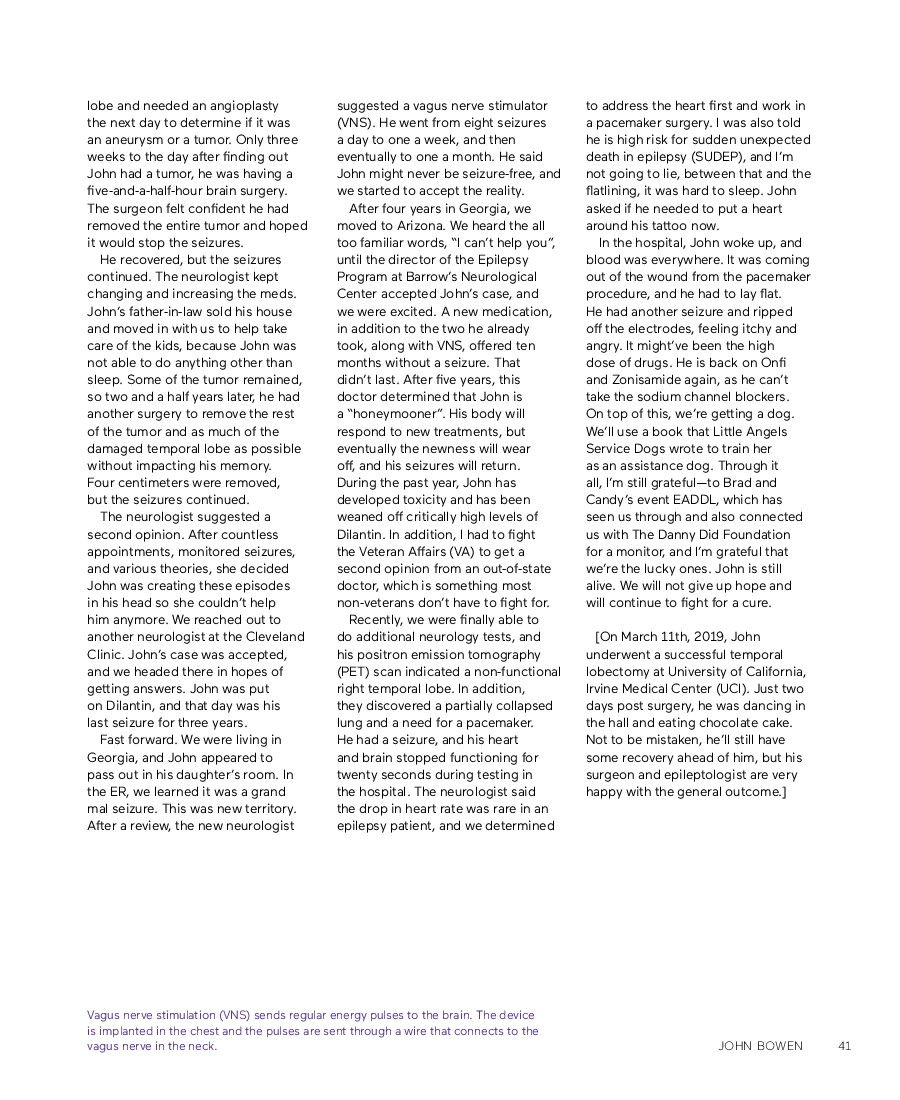 lobe and needed an angioplasty
the next day to determine if it was
an aneurysm or a tumor. Only three
weeks to the day after finding out
John had a tumor, he was having a
five-and-a-half-hour brain surgery.
The surgeon felt confident he had
removed the entire tumor and hoped
it would stop the seizures.
He recovered, but the seizures
continued. The neurologist kept
changing and increasing the meds.
John's father-in-law sold his house
and moved in with us to help take
care of the kids, because John was
not able to do anything other than
sleep. Some of the tumor remained,
so two and a half years later, he had
another surgery to remove the rest
of the tumor and as much of the
damaged temporal lobe as possible
without impacting his memory.
Four centimeters were removed,
but the seizures continued.
The neurologist suggested a
second opinion. After countless
appointments, monitored seizures,
and various theories, she decided
John was creating these episodes
in his head so she couldn't help
him anymore. We reached out to
another neurologist at the Cleveland
Clinic. John's case was accepted,
and we headed there in hopes of
getting answers. John was put
on Dilantin, and that day was his
last seizure for three years.
Fast forward. We were living in
Georgia, and John appeared to
pass out in his daughter's room. In
the ER, we learned it was a grand
mal seizure. This was new territory.
After a review, the new neurologist
suggested a vagus nerve stimulator
(VNS). He went from eight seizures
a day to one a week, and then
eventually to one a month. He said
John might never be seizure-free, and
we started to accept the reality.
After four years in Georgia, we
moved to Arizona. We heard the all
too familiar words, "I can't help you",
until the director of the Epilepsy
Program at Barrow's Neurological
Center accepted John's case, and
we were excited. A new medication,
in addition to the two he already
took, along with VNS, offered ten
months without a seizure. That
didn't last. After five years, this
doctor determined that John is
a "honeymooner". His body will
respond to new treatments, but
eventually the newness will wear
off, and his seizures will return.
During the past year, John has
developed toxicity and has been
weaned off critically high levels of
Dilantin. In addition, I had to fight
the Veteran Affairs (VA) to get a
second opinion from an out-of-state
doctor, which is something most
non-veterans don't have to fight for.
Recently, we were finally able to
do additional neurology tests, and
his positron emission tomography
(PET) scan indicated a non-functional
right temporal lobe. In addition,
they discovered a partially collapsed
lung and a need for a pacemaker.
He had a seizure, and his heart
and brain stopped functioning for
twenty seconds during testing in
the hospital. The neurologist said
the drop in heart rate was rare in an
epilepsy patient, and we determined
to address the heart first and work in
a pacemaker surgery. I was also told
he is high risk for sudden unexpected
death in epilepsy (SUDEP), and I'm
not going to lie, between that and the
flatlining, it was hard to sleep. John
asked if he needed to put a heart
around his tattoo now.
In the hospital, John woke up, and
blood was everywhere. It was coming
out of the wound from the pacemaker
procedure, and he had to lay flat.
He had another seizure and ripped
off the electrodes, feeling itchy and
angry. It might've been the high
dose of drugs. He is back on Onfi
and Zonisamide again, as he can't
take the sodium channel blockers.
On top of this, we're getting a dog.
We'll use a book that Little Angels
Service Dogs wrote to train her
as an assistance dog. Through it
all, I'm still grateful—to Brad and
Candy's event EADDL, which has
seen us through and also connected
us with The Danny Did Foundation
for a monitor, and I'm grateful that
we're the lucky ones. John is still
alive. We will not give up hope and
will continue to fight for a cure.
[On March 11th, 2019, John
underwent a successful temporal
lobectomy at University of California,
Irvine Medical Center (UCI). Just two
days post surgery, he was dancing in
the hall and eating chocolate cake.
Not to be mistaken, he'll still have
some recovery ahead of him, but his
surgeon and epileptologist are very
happy with the general outcome.]
Vagus nerve stimulation (VNS) sends regular energy pulses to the brain. The device
is implanted in the chest and the pulses are sent through a wire that connects to the
vagus nerve in the neck.
JOHN BOWEN 41